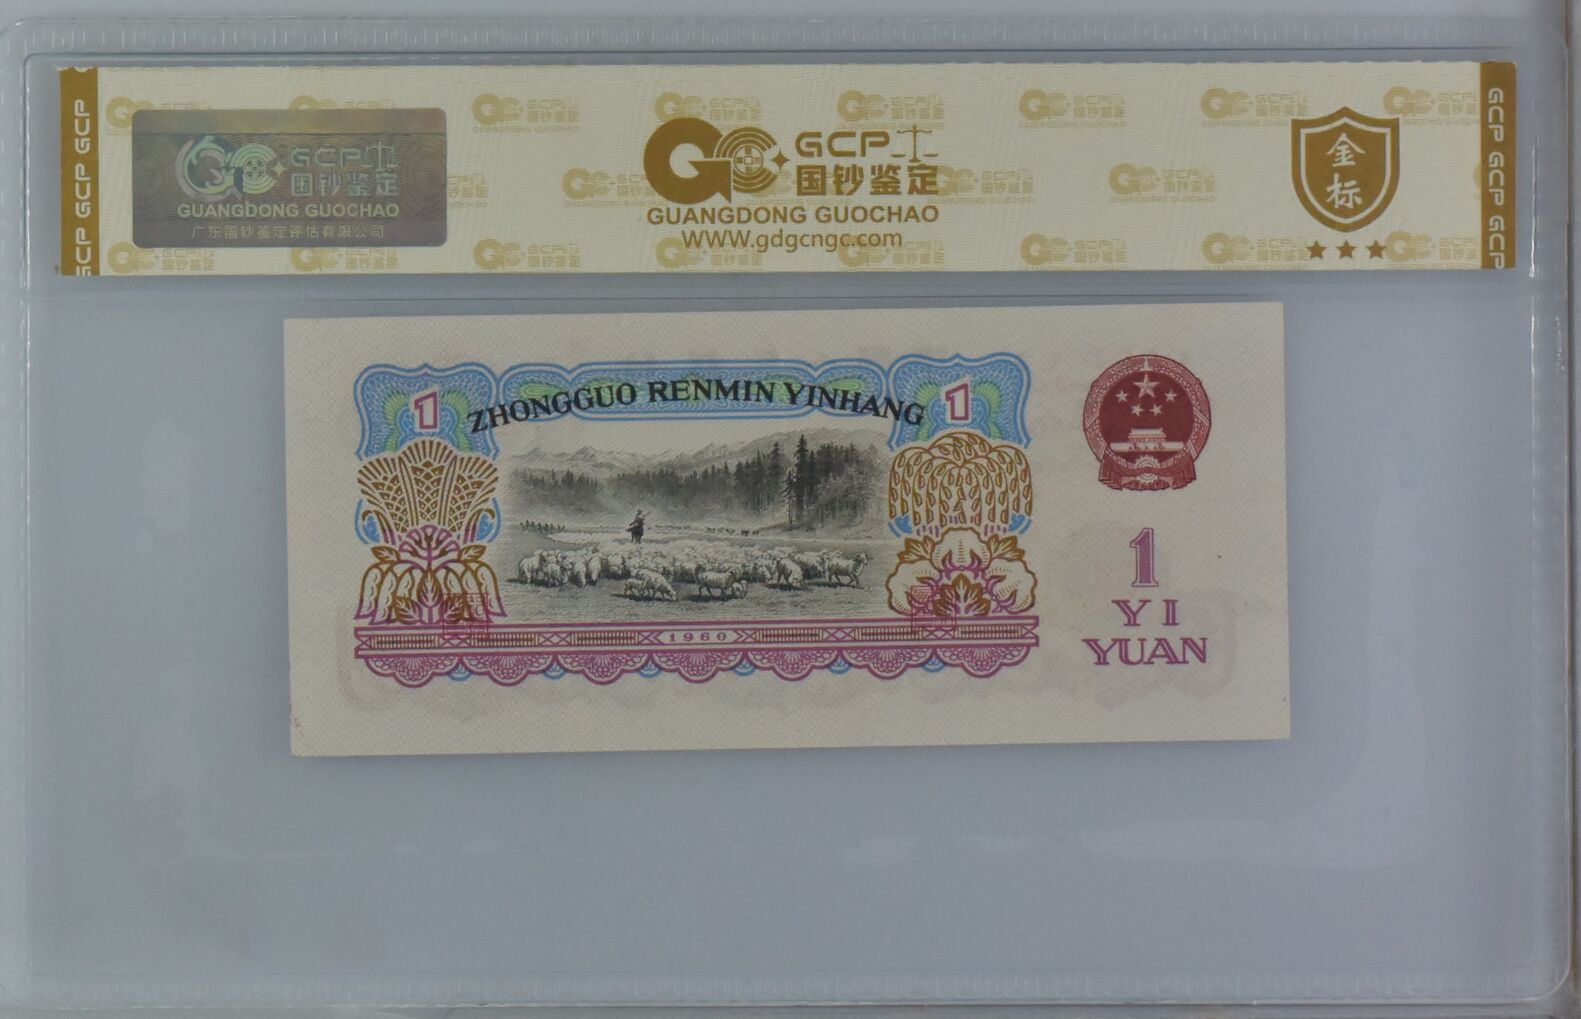 GCP GCP GCP
GCP
国钞鉴定
GUANGDONG GUOCHAO
广东国钞鉴定评估有限公司
GCP
国钞鉴定
GUANGDONG GUOCHAO
WWW.gdgcngc.com
金
标
GCP GCP GCP
1
ZHONGGUO RENMIN YINHANG
1
1960
1
YI
YUAN